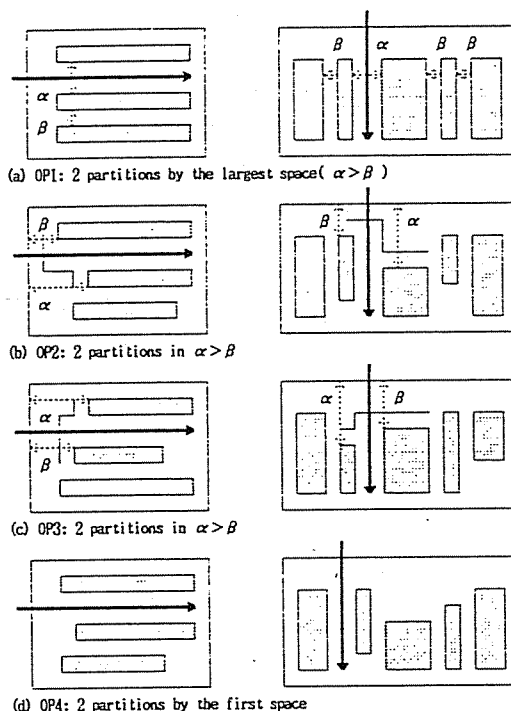 β α β β
α
β
(a) OP1: 2 partitions by the largest space( α>β )
β
α
β α
(b) OP2: 2 partitions in α>β
α
β
α β
(c) OP3: 2 partitions in α>β
(d) OP4: 2 partitions by the first space